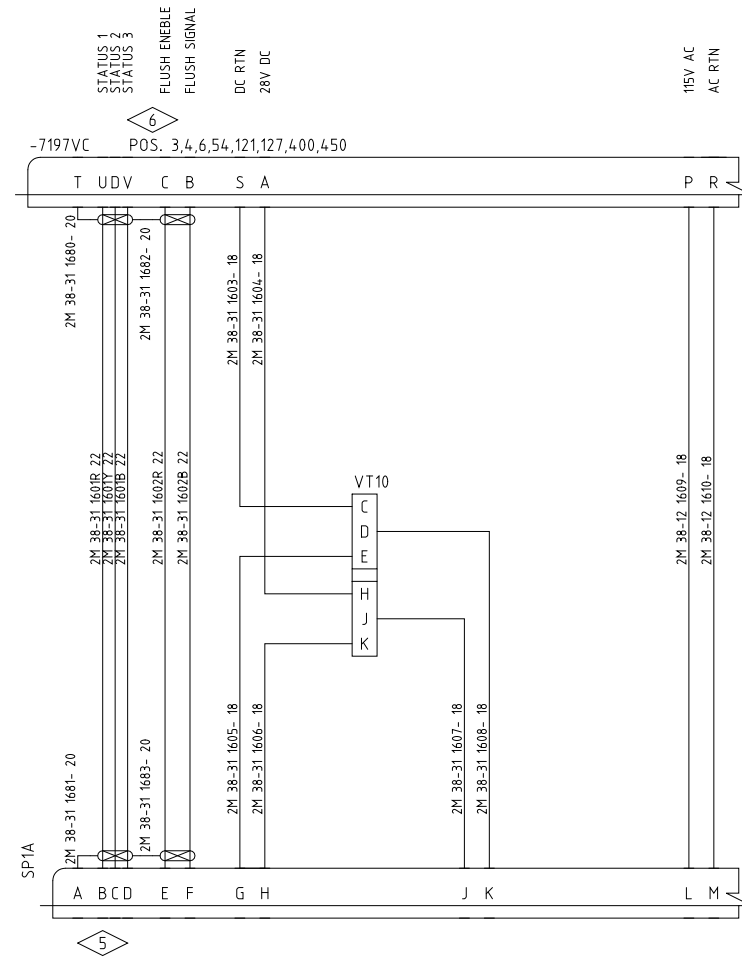 STATUS 1
STATUS 2
STATUS 3
FLUSH ENEBLE
FLUSH SIGNAL
DC RTN
28V DC
115V AC
AC RTN
6
-7197VC POS. 3,4,6,54,121,127,400,450
T U D V C B S A P R
2M 38-31 1680- 20
2M 38-31 1682- 20
2M 38-31 1603- 18
2M 38-31 1604- 18
2M 38-31 1601R 22
2M 38-31 1601Y 22
2M 38-31 1601B 22
2M 38-31 1602R 22
2M 38-31 1602B 22
2M 38-12 1609- 18
2M 38-12 1610- 18
VT10
C
D
E
H
J
K
2M 38-31 1681- 20
2M 38-31 1683- 20
2M 38-31 1605- 18
2M 38-31 1606- 18
2M 38-31 1607- 18
2M 38-31 1608- 18
SP1A
A B C D E F G H J K L M
5